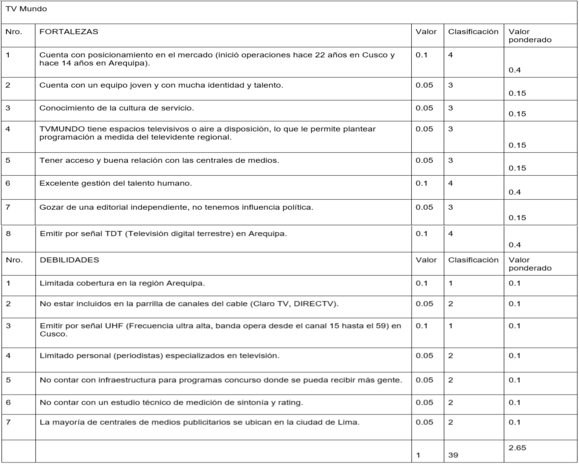 TV Mundo
Nro. FORTALEZAS Valor Clasificación Valor
ponderado
1 Cuenta con posicionamiento en el mercado (inició operaciones hace 22 años en Cusco y 0.1 4
hace 14 años en Arequipa).
0.4
2 Cuenta con un equipo joven y con mucha identidad y talento. 0.05 3
0.15
3 Conocimiento de la cultura de servicio. 0.05 3
0.15
4 TVMUNDO tiene espacios televisivos o aire a disposición, lo que le permite plantear 0.05 3
programación a medida del televidente regional.
0.15
5 Tener acceso y buena relación con las centrales de medios. 0.05 3
0.15
6 Excelente gestión del talento humano. 0.1 4
0.4
7 Gozar de una editorial independiente, no tenemos influencia política. 0.05 3
0.15
8 Emitir por señal TDT (Televisión digital terrestre) en Arequipa. 0.1 4
0.4
Nro. DEBILIDADES Valor Clasificación Valor
ponderado
1 Limitada cobertura en la región Arequipa. 0.1 1 0.1
2 No estar incluidos en la parrilla de canales del cable (Claro TV, DIRECTV). 0.05 2 0.1
3 Emitir por señal UHF (Frecuencia ultra alta, banda opera desde el canal 15 hasta el 59) en 0.1 1 0.1
Cusco.
4 Limitado personal (periodistas) especializados en televisión. 0.05 2 0.1
5 No contar con infraestructura para programas concurso donde se pueda recibir más gente. 0.05 2 0.1
6 No contar con un estudio técnico de medición de sintonía y rating. 0.05 2 0.1
7 La mayoría de centrales de medios publicitarios se ubican en la ciudad de Lima. 0.05 2 0.1
2.65
1 39